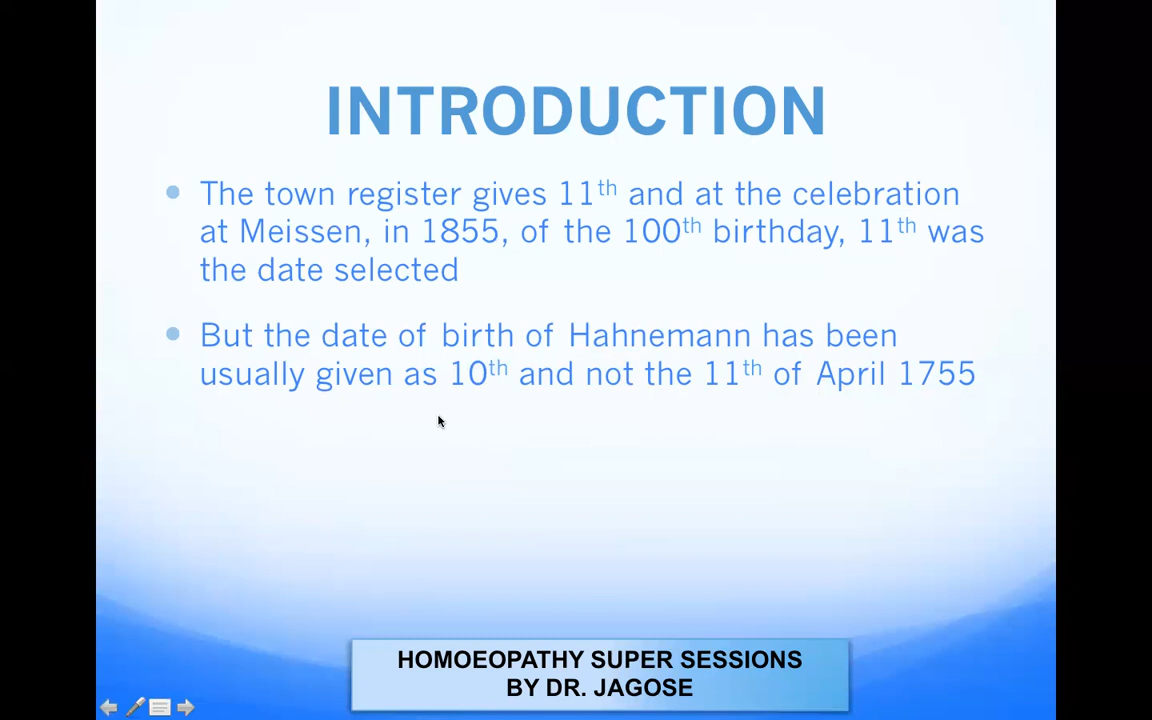 INTRODUCTION
The town register gives 11th and at the celebration
at Meissen, in 1855, of the 100th birthday, 11th was
the date selected
But the date of birth of Hahnemann has been
usually given as 10th and not the 11th of April 1755
HOMOEOPATHY SUPER SESSIONS
BY DR. JAGOSE